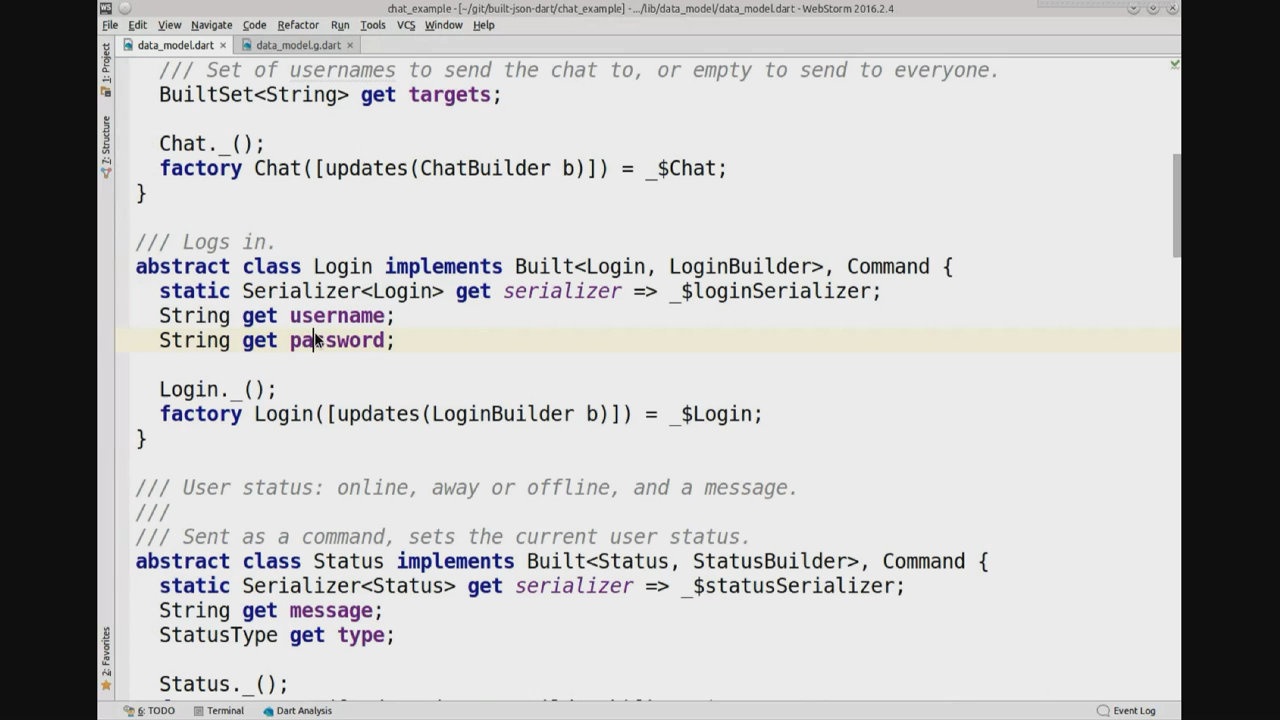 chat_example - [~/git/built-json-dart/chat_example] - .../lib/data_model/data_model.dart - WebStorm 2016.2.4
File Edit View Navigate Code Refactor Run Tools VCS Window Help
data_model.dart data_model.g.dart
1: Project
7: Structure
2: Favorites
/// Set of usernames to send the chat to, or empty to send to everyone.
BuiltSet<String> get targets;
Chat._();
factory Chat([updates(ChatBuilder b)]) = _$Chat;
}
/// Logs in.
abstract class Login implements Built<Login, LoginBuilder>, Command {
static Serializer<Login> get serializer => _$loginSerializer;
String get username;
String get password;
Login._();
factory Login([updates(LoginBuilder b)]) = _$Login;
}
/// User status: online, away or offline, and a message.
///
/// Sent as a command, sets the current user status.
abstract class Status implements Built<Status, StatusBuilder>, Command {
static Serializer<Status> get serializer => _$statusSerializer;
String get message;
StatusType get type;
Status._();
6: TODO Terminal Dart Analysis Event Log